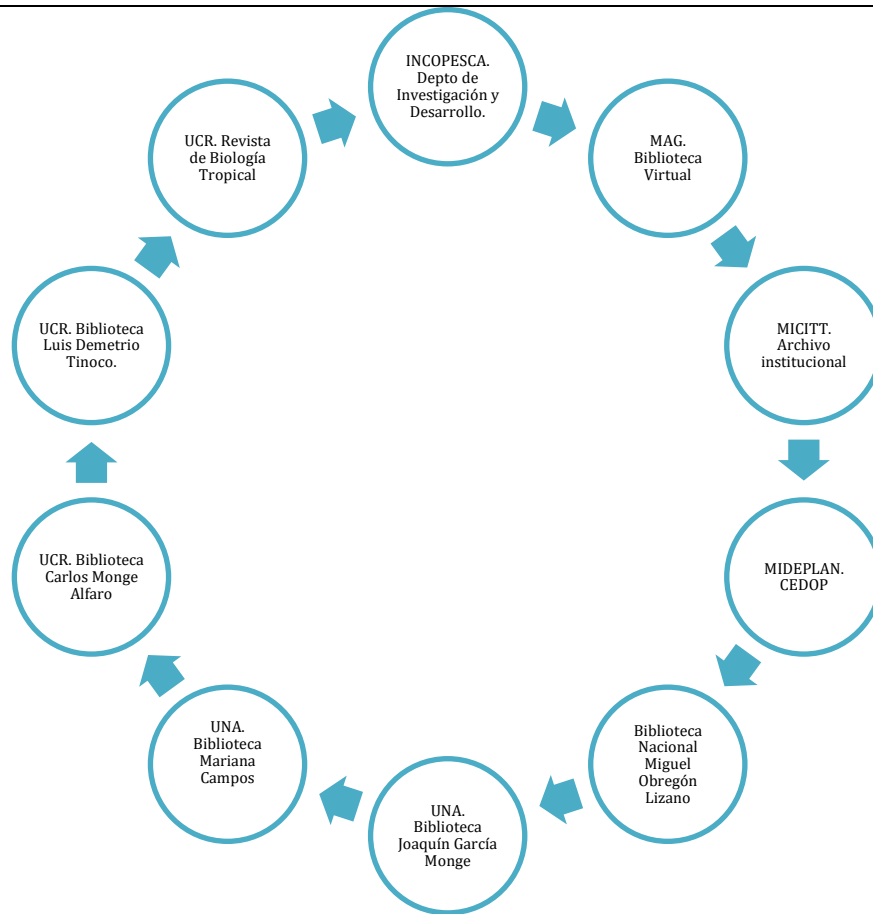 INCOPESCA.
Depto de
Investigación y
Desarrollo.
MAG.
Biblioteca
Virtual
MICITT.
Archivo
institucional
MIDEPLAN.
CEDOP
Biblioteca
Nacional
Miguel
Obregón
Lizano
UNA.
Biblioteca
Joaquín García
Monge
UNA.
Biblioteca
Mariana
Campos
UCR. Biblioteca
Carlos Monge
Alfaro
UCR. Biblioteca
Luis Demetrio
Tinoco.
UCR. Revista
de Biología
Tropical